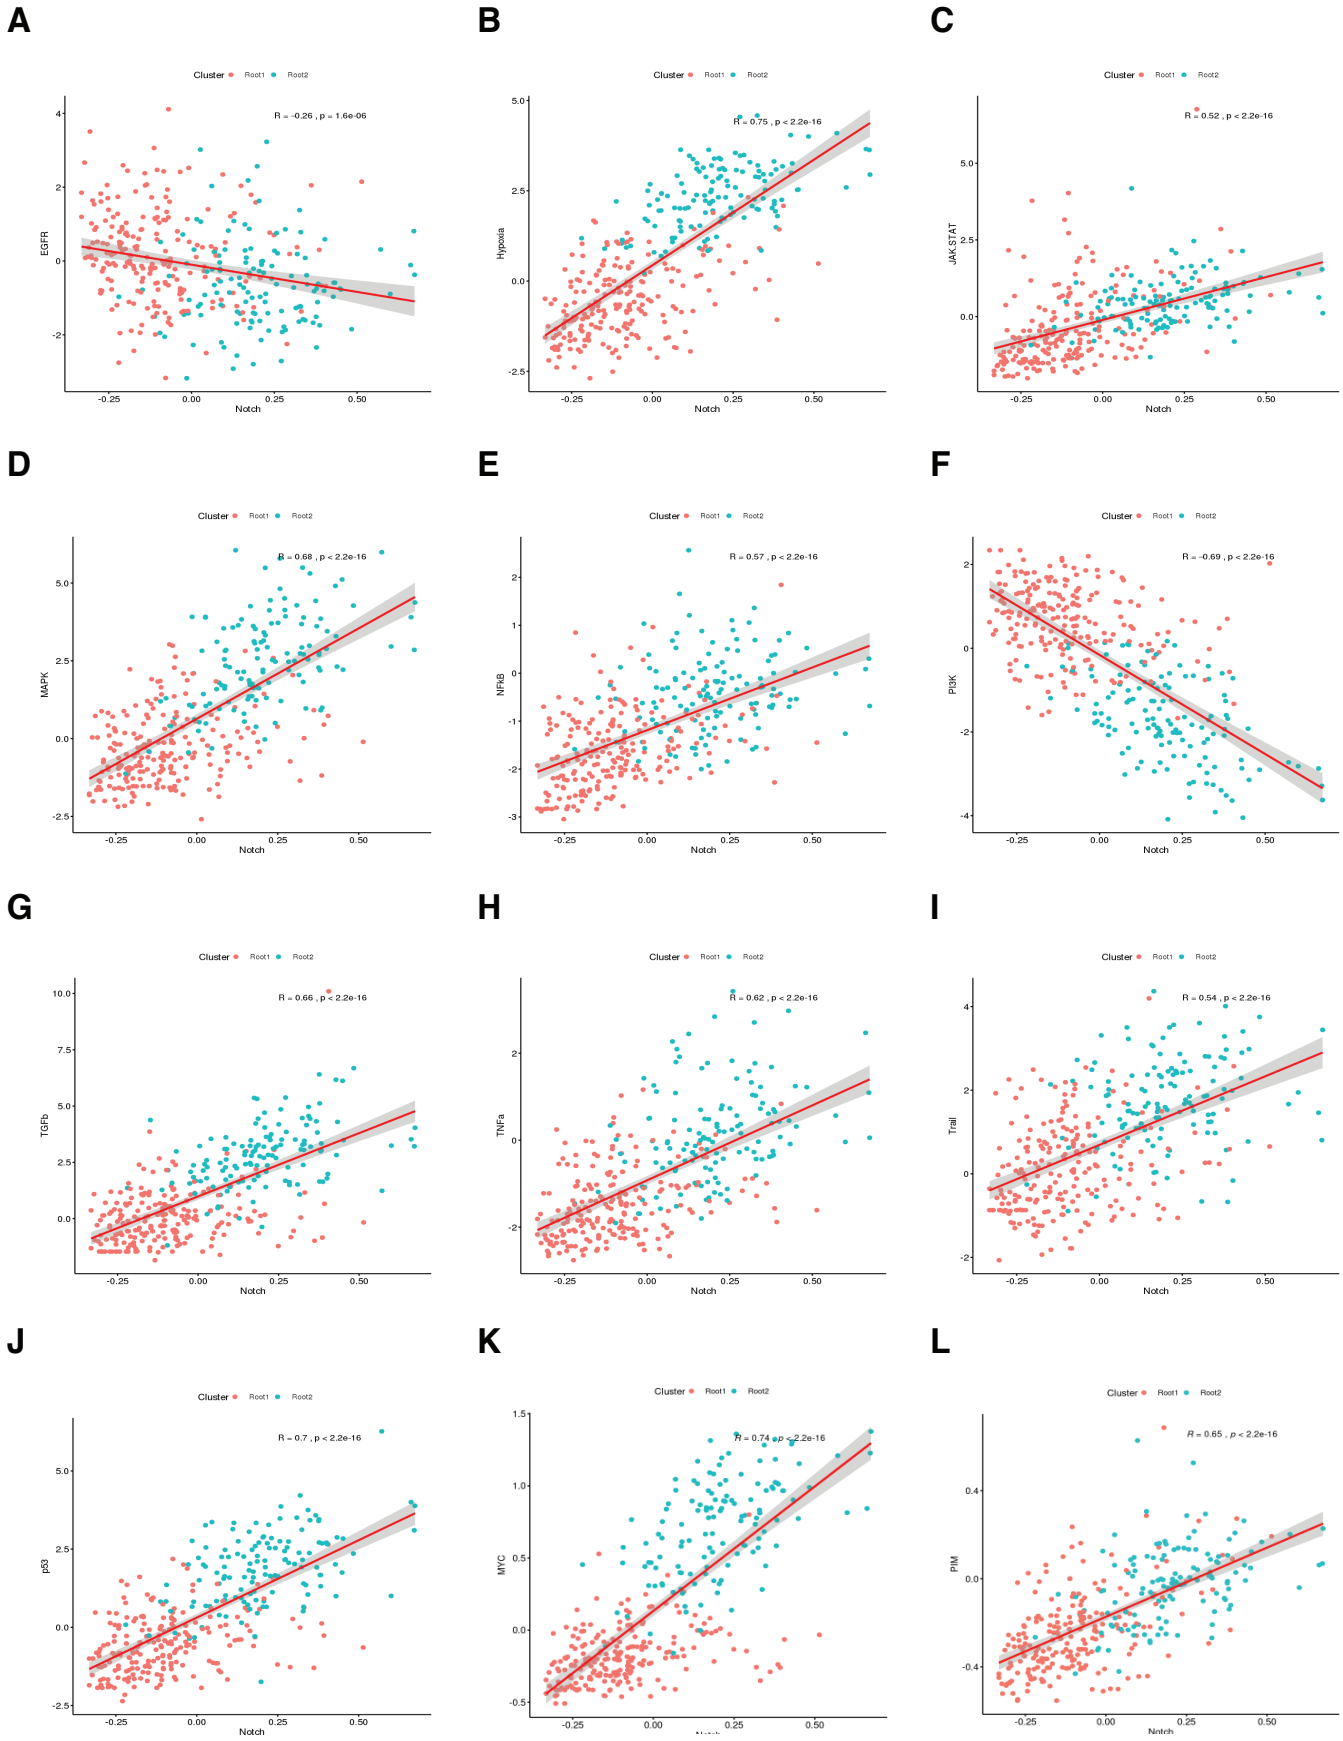 A
B
C
Cluster Root1 Root2
Cluster Root1 Root2
Cluster Root1 Root2
R = −0.26 , p = 1.6e-06
R = 0.75 , p < 2.2e-16
R = 0.52 , p < 2.2e-16
4
2
0
-2
EGFR
-0.25 0.00 0.25 0.50
Notch
5.0
2.5
0.00
-2.5
Hypoxia
-0.25 0.00 0.25 0.50
Notch
5.0
2.5
0.0
JAK.STAT
-0.25 0.00 0.25 0.50
Notch
D
E
F
Cluster Root1 Root2
Cluster Root1 Root2
Cluster Root1 Root2
R = 0.68 , p < 2.2e-16
R = 0.57 , p < 2.2e-16
R = −0.69 , p < 2.2e-16
5.0
2.5
0.0
-2.5
MAPK
-0.25 0.00 0.25 0.50
Notch
2
1
0
-1
-2
-3
NFkB
-0.25 0.00 0.25 0.50
Notch
2
0
-2
-4
PI3K
-0.25 0.00 0.25 0.50
Notch
G
H
I
Cluster Root1 Root2
Cluster Root1 Root2
Cluster Root1 Root2
R = 0.66 , p < 2.2e-16
R = 0.62 , p < 2.2e-16
R = 0.54 , p < 2.2e-16
10.0
7.5
5.0
2.5
0.0
TGFb
-0.25 0.00 0.25 0.50
Notch
2
0
-2
TNFa
-0.25 0.00 0.25 0.50
Notch
4
2
0
-2
Trail
-0.25 0.00 0.25 0.50
Notch
J
K
L
Cluster Root1 Root2
Cluster Root1 Root2
Cluster Root1 Root2
R = 0.7 , p < 2.2e-16
R = 0.74 , p < 2.2e-16
R = 0.65 , p < 2.2e-16
5.0
2.5
0.0
-2.5
p53
-0.25 0.00 0.25 0.50
Notch
1.5
1.0
0.5
0.0
-0.5
MYC
-0.25 0.00 0.25 0.50
Notch
0.4
0.0
-0.4
PIM
-0.25 0.00 0.25 0.50
Notch